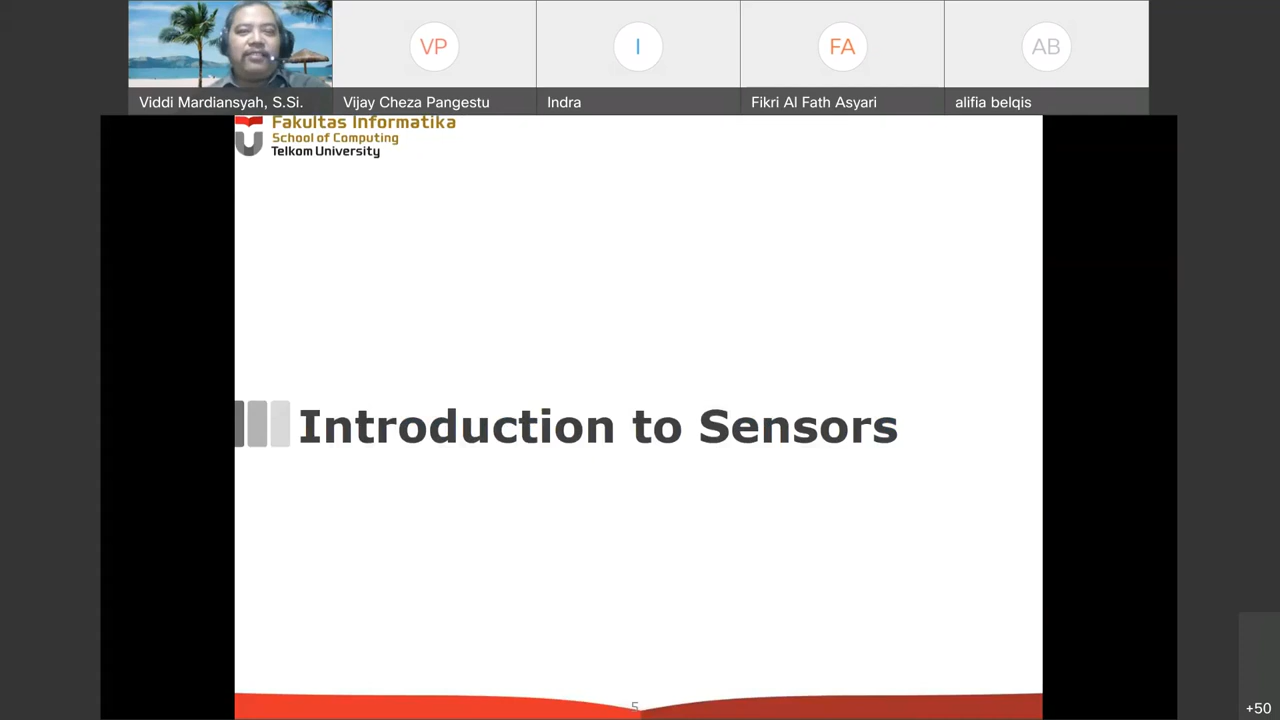 VP
I
FA
AB
Viddi Mardiansyah, S.Si.
Vijay Cheza Pangestu
Indra
Fikri Al Fath Asyari
alifia belqis
Fakultas Informatika
School of Computing
Telkom University
Introduction to Sensors
5
+50